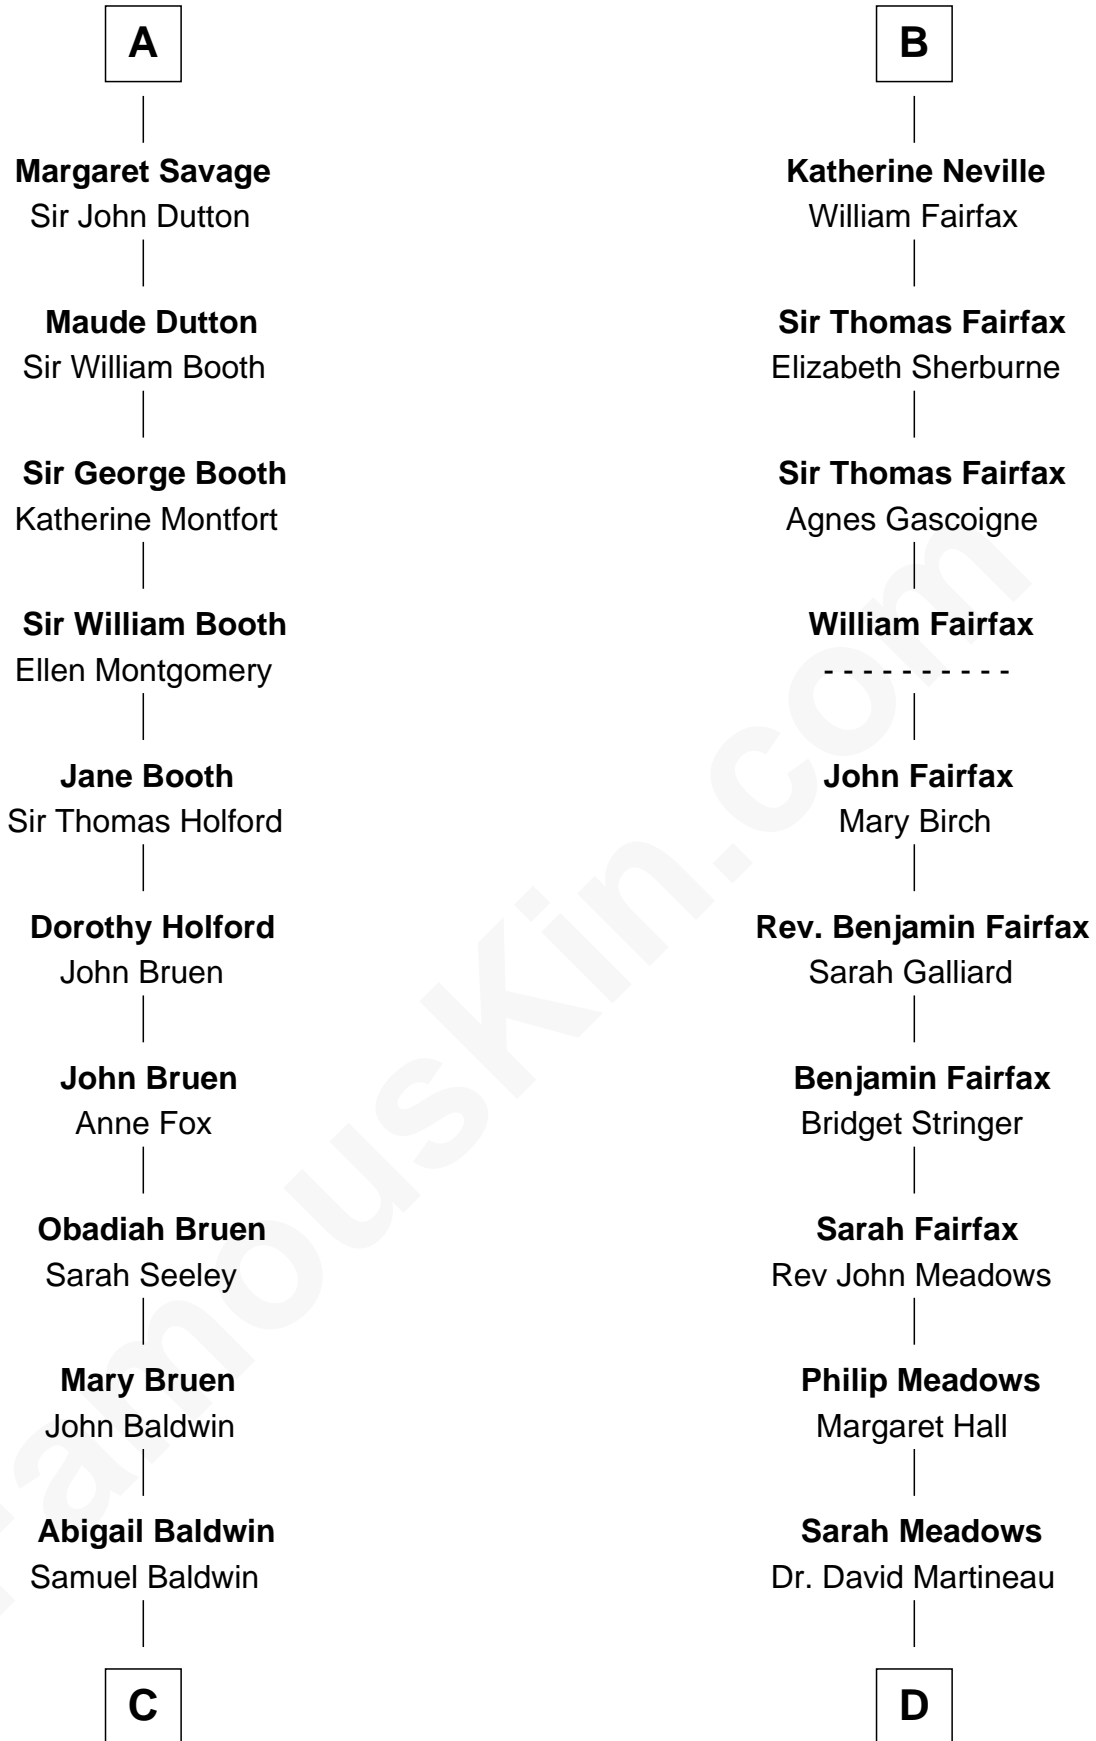 A
Margaret Savage
Sir John Dutton
Maude Dutton
Sir William Booth
Sir George Booth
Katherine Montfort
Sir William Booth
Ellen Montgomery
Jane Booth
Sir Thomas Holford
Dorothy Holford
John Bruen
John Bruen
Anne Fox
Obadiah Bruen
Sarah Seeley
Mary Bruen
John Baldwin
Abigail Baldwin
Samuel Baldwin
C
B
Katherine Neville
William Fairfax
Sir Thomas Fairfax
Elizabeth Sherburne
Sir Thomas Fairfax
Agnes Gascoigne
William Fairfax
- - - - - - - - - -
John Fairfax
Mary Birch
Rev. Benjamin Fairfax
Sarah Galliard
Benjamin Fairfax
Bridget Stringer
Sarah Fairfax
Rev John Meadows
Philip Meadows
Margaret Hall
Sarah Meadows
Dr. David Martineau
D
FamousKin.com